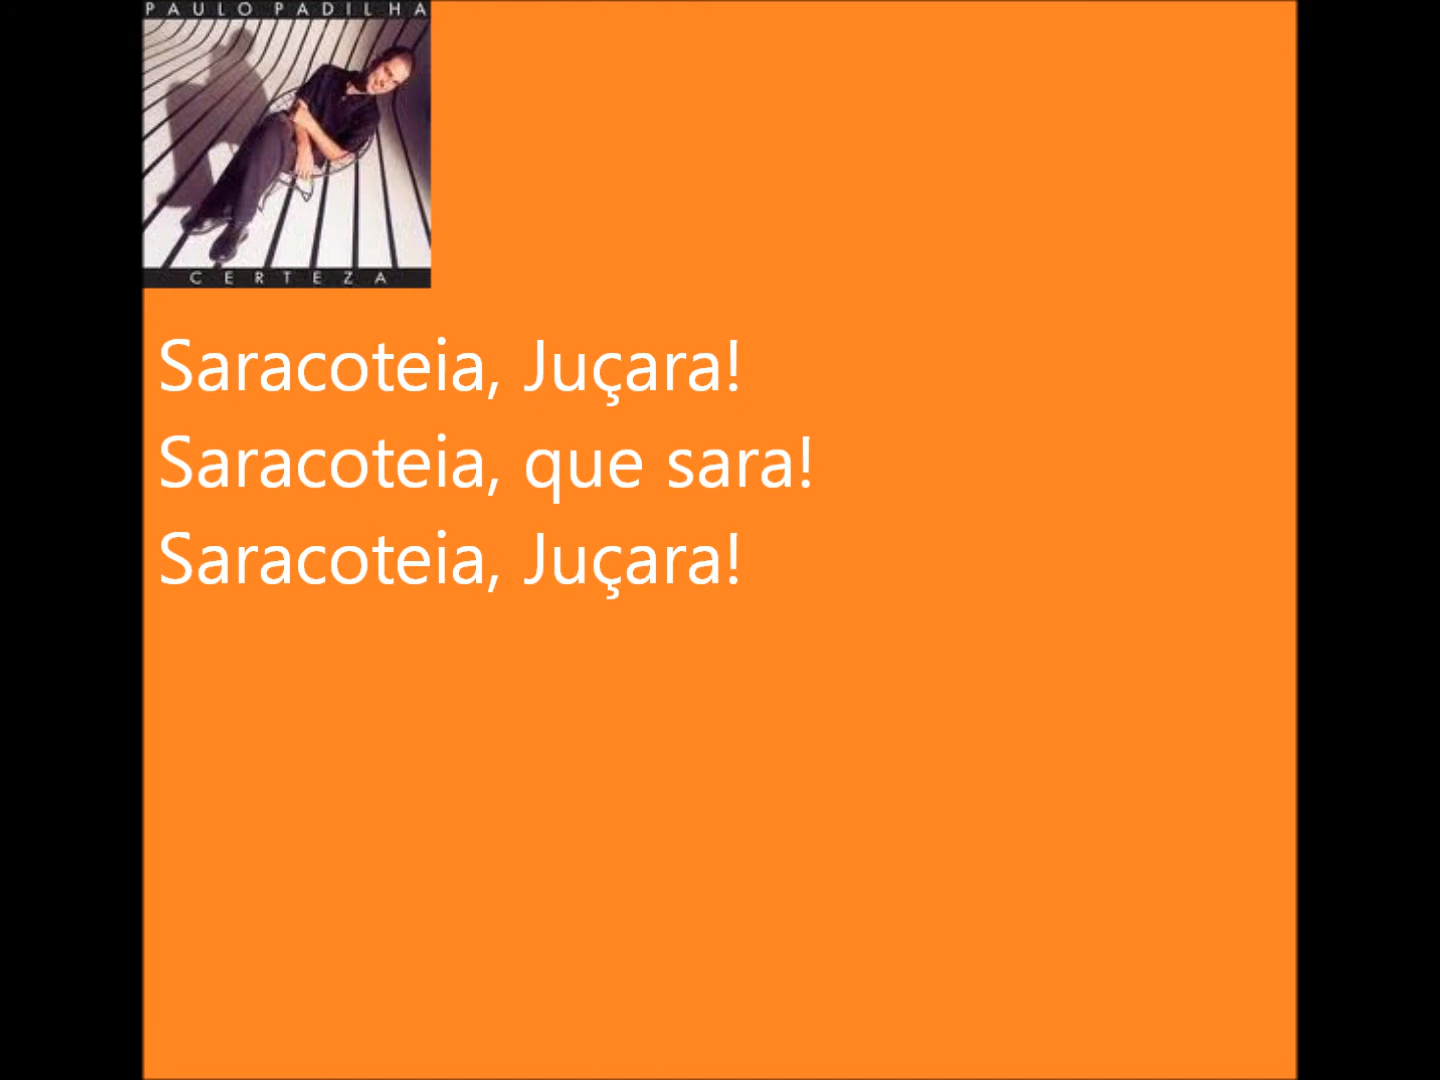 PAULO PADILHA
CERTEZA
Saracoteia, Juçara!
Saracoteia, que sara!
Saracoteia, Juçara!